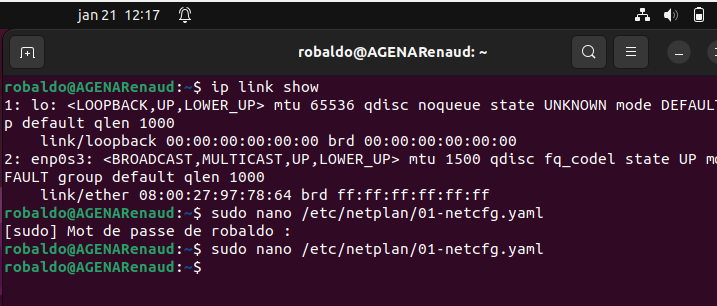 jan 21 12:17
robaldo@AGENARenaud: ~
robaldo@AGENARenaud:~$ ip link show
1: lo: <LOOPBACK,UP,LOWER_UP> mtu 65536 qdisc noqueue state UNKNOWN mode DEFAULT
p default qlen 1000
    link/loopback 00:00:00:00:00:00 brd 00:00:00:00:00:00
2: enp0s3: <BROADCAST,MULTICAST,UP,LOWER_UP> mtu 1500 qdisc fq_codel state UP mo
FAULT group default qlen 1000
    link/ether 08:00:27:97:78:64 brd ff:ff:ff:ff:ff:ff
robaldo@AGENARenaud:~$ sudo nano /etc/netplan/01-netcfg.yaml
[sudo] Mot de passe de robaldo :
robaldo@AGENARenaud:~$ sudo nano /etc/netplan/01-netcfg.yaml
robaldo@AGENARenaud:~$